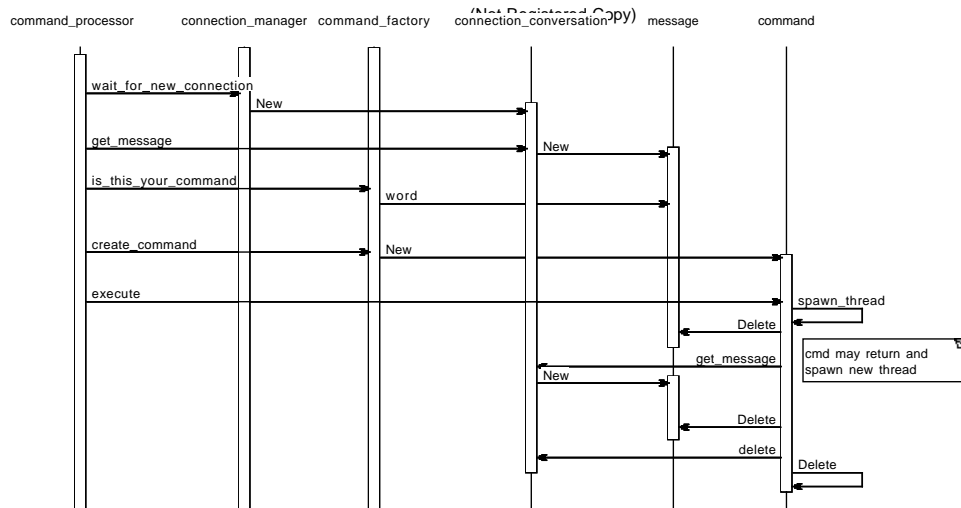 (Not Registered Copy)
command_processor connection_manager command_factory connection_conversation message command
wait_for_new_connection
New
get_message
New
is_this_your_command
word
create_command
New
execute
spawn_thread
Delete
cmd may return and
spawn new thread
get_message
New
Delete
delete
Delete